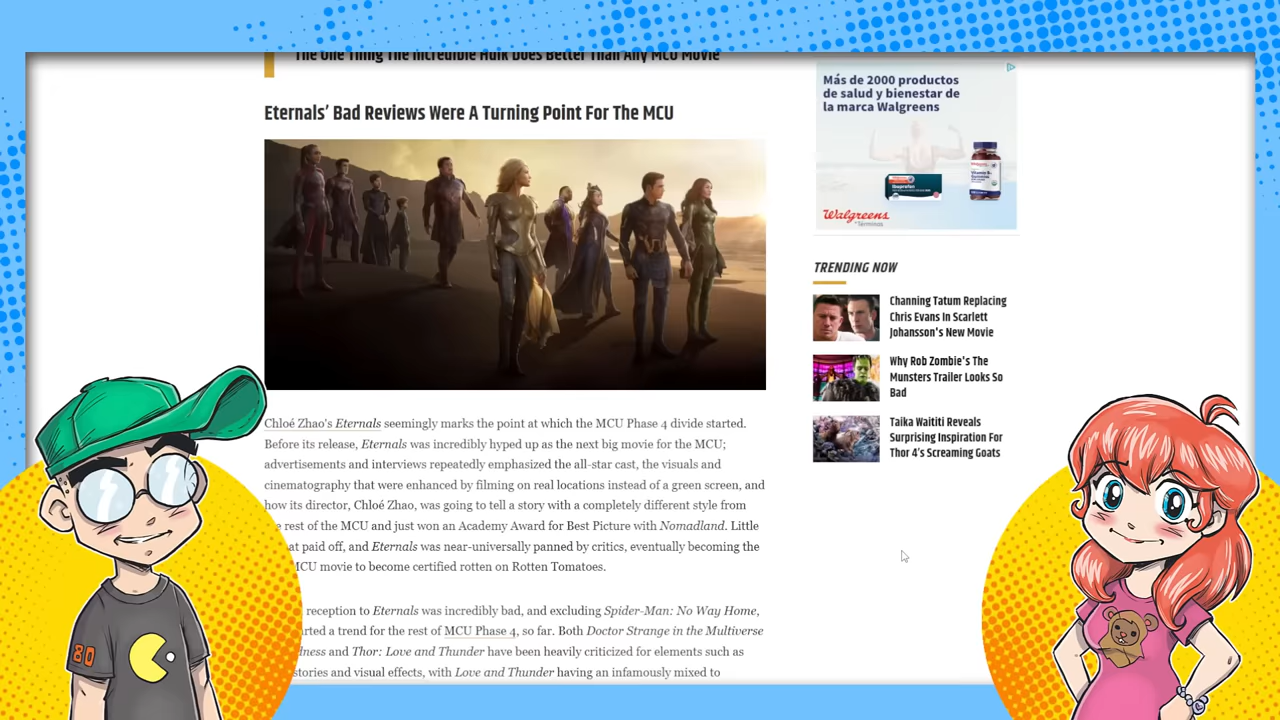 The One Thing The Incredible Hulk Does Better Than Any MCU Movie
Eternals’ Bad Reviews Were A Turning Point For The MCU
Chloé Zhao's Eternals seemingly marks the point at which the MCU Phase 4 divide started.
Before its release, Eternals was incredibly hyped up as the next big movie for the MCU;
advertisements and interviews repeatedly emphasized the all-star cast, the visuals and
cinematography that were enhanced by filming on real locations instead of a green screen, and
how its director, Chloé Zhao, was going to tell a story with a completely different style from
rest of the MCU and just won an Academy Award for Best Picture with Nomadland. Little
at paid off, and Eternals was near-universally panned by critics, eventually becoming the
MCU movie to become certified rotten on Rotten Tomatoes.
reception to Eternals was incredibly bad, and excluding Spider-Man: No Way Home,
arted a trend for the rest of MCU Phase 4, so far. Both Doctor Strange in the Multiverse
dness and Thor: Love and Thunder have been heavily criticized for elements such as
stories and visual effects, with Love and Thunder having an infamously mixed to
Más de 2000 productos
de salud y bienestar de
la marca Walgreens
Walgreens
Términos
TRENDING NOW
Channing Tatum Replacing
Chris Evans In Scarlett
Johansson's New Movie
Why Rob Zombie's The
Munsters Trailer Looks So
Bad
Taika Waititi Reveals
Surprising Inspiration For
Thor 4's Screaming Goats
80